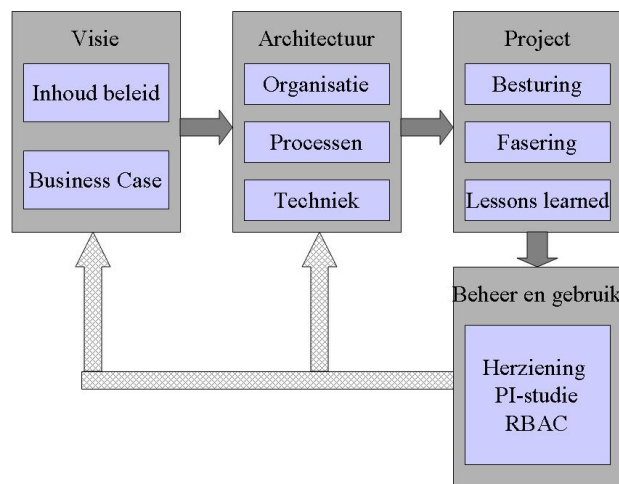 Visie
Inhoud beleid
Business Case
Architectuur
Organisatie
Processen
Techniek
Project
Besturing
Fasering
Lessons learned
Beheer en gebruik
Herziening
PI-studie
RBAC